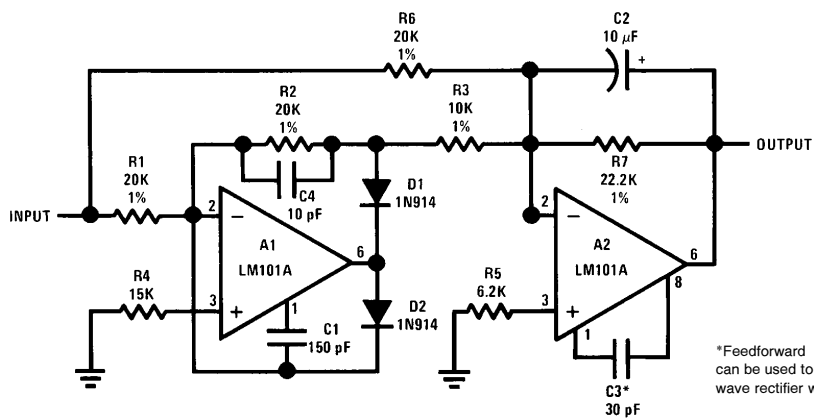 R6
20K
1%
C2
10 μF
+
R2
20K
1%
R3
10K
1%
R1
20K
1%
C4
10 pF
D1
1N914
R7
22.2K
1%
OUTPUT
INPUT
2
−
A1
LM101A
6
2
−
A2
LM101A
6
8
R4
15K
3
+
1
C1
150 pF
D2
1N914
R5
6.2K
3
+
1
C3*
30 pF
*Feedforward
can be used to
wave rectifier w